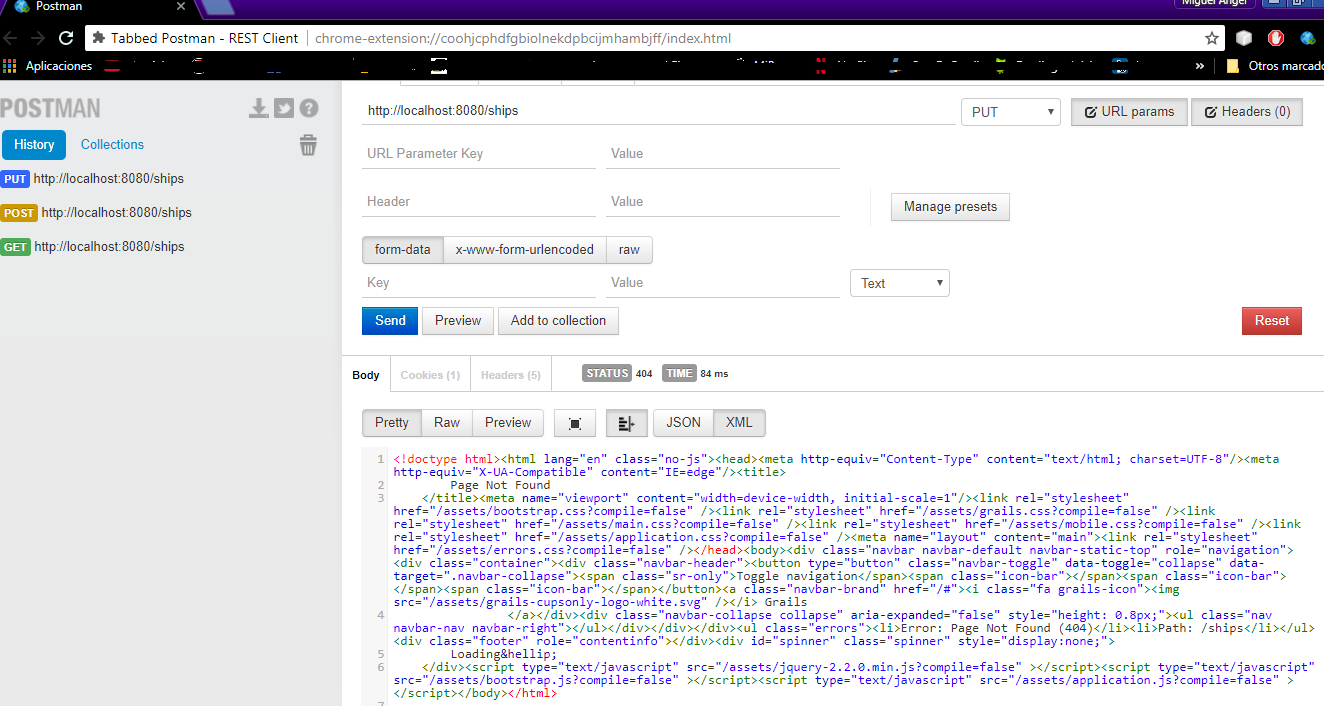 Postman
Miguel Angel
Tabbed Postman - REST Client
chrome-extension://coohjcphdfgbiolnekdpbcijmhambjff/index.html
Aplicaciones
»
Otros marcado
POSTMAN
History
Collections
PUT http://localhost:8080/ships
POST http://localhost:8080/ships
GET http://localhost:8080/ships
http://localhost:8080/ships
PUT
URL params
Headers (0)
URL Parameter Key
Value
Header
Value
Manage presets
form-data
x-www-form-urlencoded
raw
Key
Value
Text
Send
Preview
Add to collection
Reset
Body
Cookies (1)
Headers (5)
STATUS 404
TIME 84 ms
Pretty
Raw
Preview
JSON
XML
1 <!doctype html><html lang="en" class="no-js"><head><meta http-equiv="Content-Type" content="text/html; charset=UTF-8"/><meta
http-equiv="X-UA-Compatible" content="IE=edge"/><title>
2 Page Not Found
3 </title><meta name="viewport" content="width=device-width, initial-scale=1"/><link rel="stylesheet"
href="/assets/bootstrap.css?compile=false" /><link rel="stylesheet" href="/assets/grails.css?compile=false" /><link
rel="stylesheet" href="/assets/main.css?compile=false" /><link rel="stylesheet" href="/assets/mobile.css?compile=false" /><link
rel="stylesheet" href="/assets/application.css?compile=false" /><meta name="layout" content="main"><link rel="stylesheet"
href="/assets/errors.css?compile=false" /></head><body><div class="navbar navbar-default navbar-static-top" role="navigation">
<div class="container"><div class="navbar-header"><button type="button" class="navbar-toggle" data-toggle="collapse" data-
target=".navbar-collapse"><span class="sr-only">Toggle navigation</span><span class="icon-bar"></span><span class="icon-bar">
</span><span class="icon-bar"></span></button><a class="navbar-brand" href="/#"><i class="fa grails-icon"><img
src="/assets/grails-cupsonly-logo-white.svg" /></i> Grails
4 </a></div><div class="navbar-collapse collapse" aria-expanded="false" style="height: 0.8px;"><ul class="nav
navbar-nav navbar-right"></ul></div></div></div><ul class="errors"><li>Error: Page Not Found (404)</li><li>Path: /ships</li></ul>
<div class="footer" role="contentinfo"></div><div id="spinner" class="spinner" style="display:none;">
5 Loading&hellip;
6 </div><script type="text/javascript" src="/assets/jquery-2.2.0.min.js?compile=false" ></script><script type="text/javascript"
src="/assets/bootstrap.js?compile=false" ></script><script type="text/javascript" src="/assets/application.js?compile=false" >
</script></body></html>
7